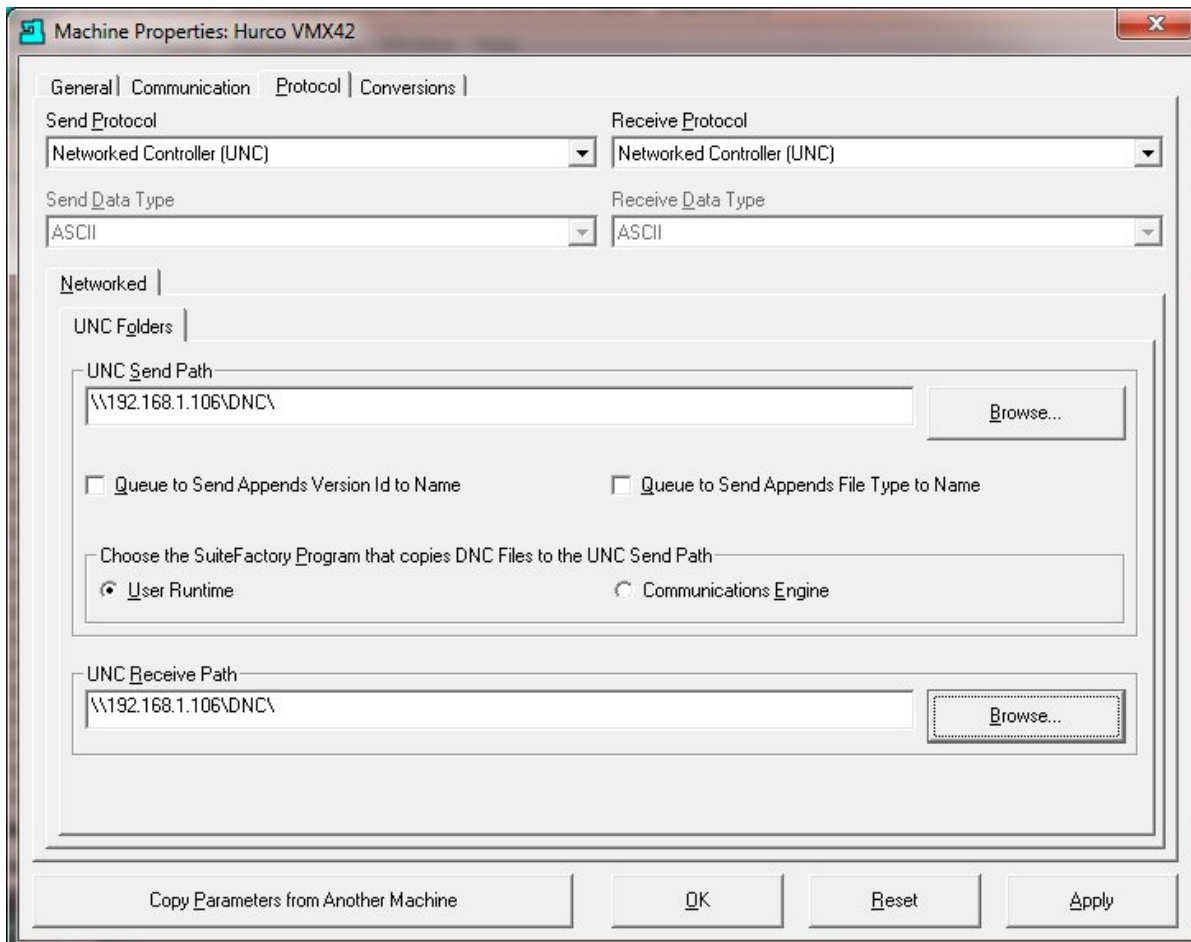 Machine Properties: Hurco VMX42
General Communication Protocol Conversions
Send Protocol Receive Protocol
Networked Controller (UNC) Networked Controller (UNC)
Send Data Type Receive Data Type
ASCII ASCII
Networked
UNC Folders
UNC Send Path
\\192.168.1.106\DNC\ Browse...
Queue to Send Appends Version Id to Name Queue to Send Appends File Type to Name
Choose the SuiteFactory Program that copies DNC Files to the UNC Send Path
User Runtime Communications Engine
UNC Receive Path
\\192.168.1.106\DNC\ Browse...
Copy Parameters from Another Machine OK Reset Apply